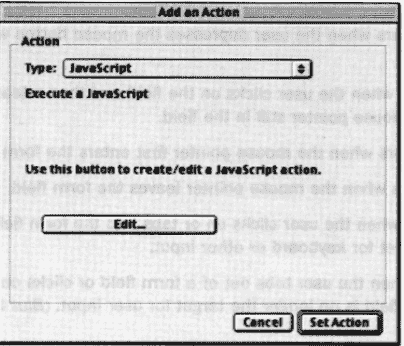 Add an Action
Action
Type: JavaScript
Execute a JavaScript
Use this button to create/edit a JavaScript action.
Edit...
Cancel
Set Action